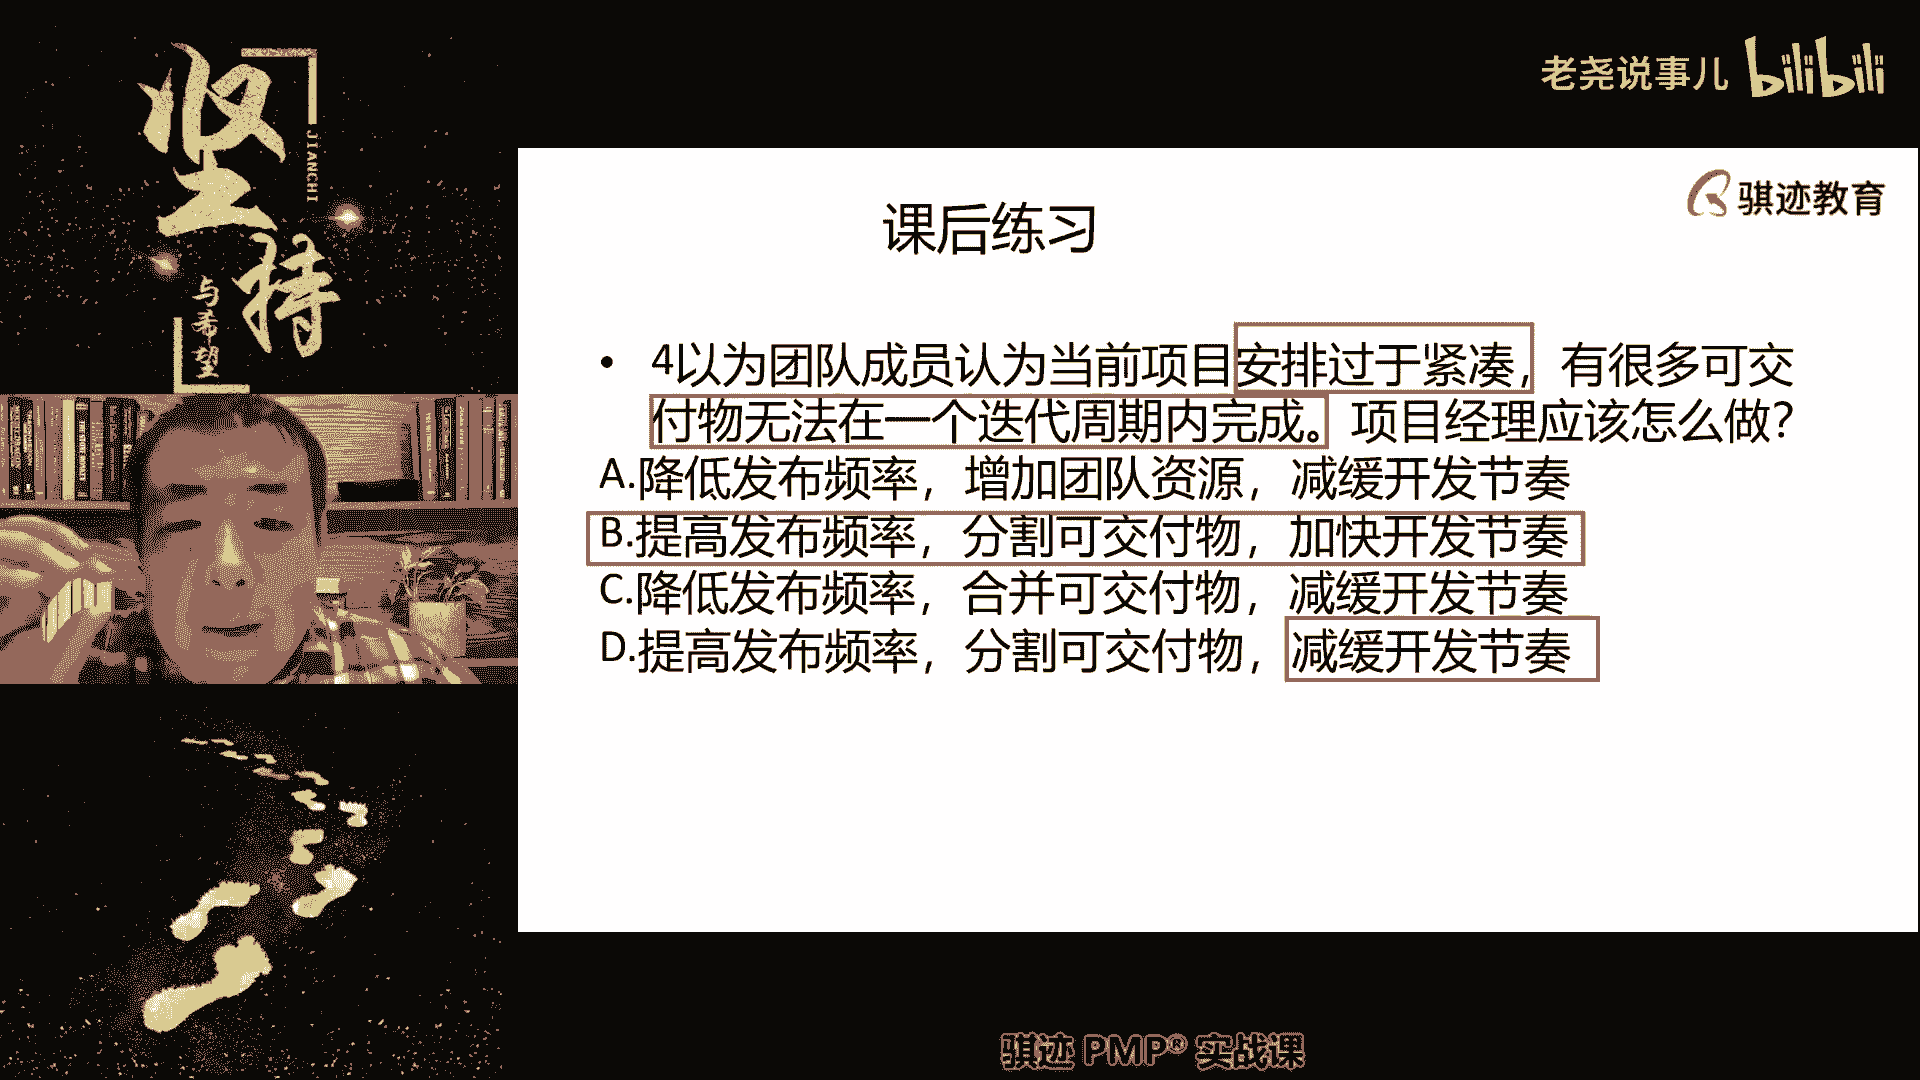 坚持
JIANCHI
与希望
老尧说事儿 bilibili
骐迹教育
课后练习
• 4以为团队成员认为当前项目安排过于紧凑，有很多可交
付物无法在一个迭代周期内完成。项目经理应该怎么做？
A.降低发布频率，增加团队资源，减缓开发节奏
B.提高发布频率，分割可交付物，加快开发节奏
C.降低发布频率，合并可交付物，减缓开发节奏
D.提高发布频率，分割可交付物，减缓开发节奏
骐迹 PMP® 实战课